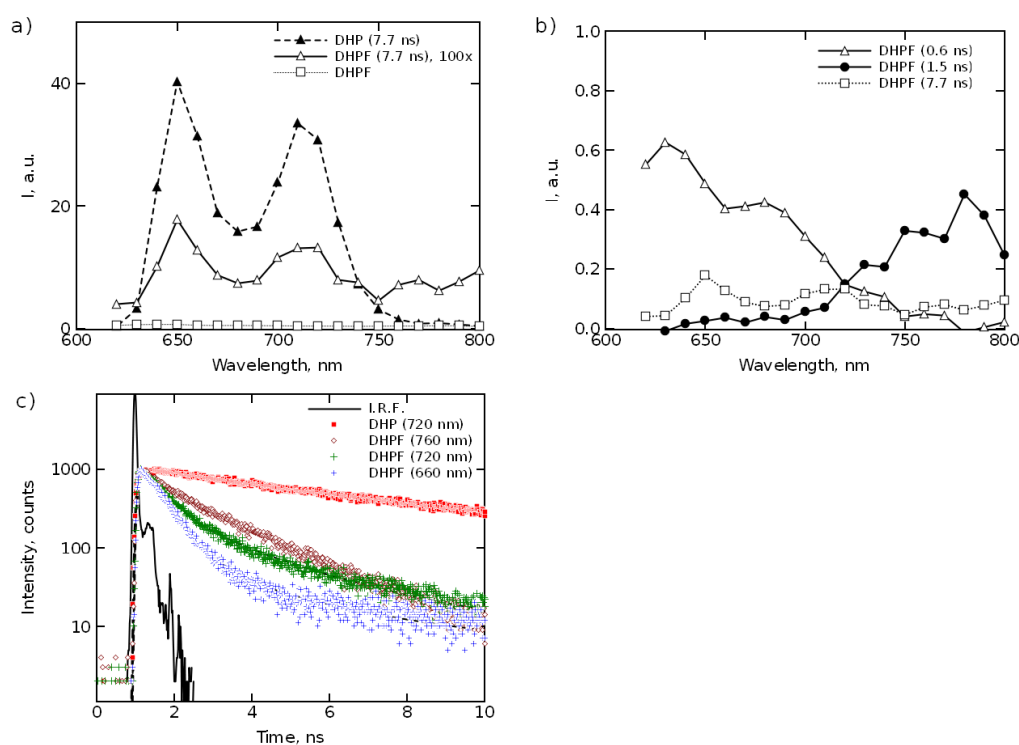 a)
DHP (7.7 ns)
DHPF (7.7 ns), 100x
DHPF
I, a.u.
40
20
0
600
650
700
750
800
Wavelength, nm
b)
DHPF (0.6 ns)
DHPF (1.5 ns)
DHPF (7.7 ns)
I, a.u.
1.0
0.8
0.6
0.4
0.2
0.0
600
650
700
750
800
Wavelength, nm
c)
I.R.F.
DHP (720 nm)
DHPF (760 nm)
DHPF (720 nm)
DHPF (660 nm)
Intensity, counts
1000
100
10
0
2
4
6
8
10
Time, ns